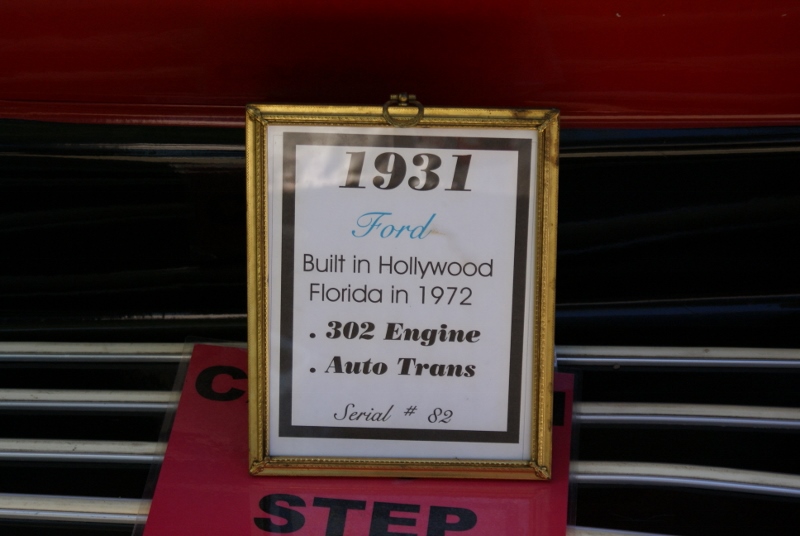 1931
Ford
Built in Hollywood
Florida in 1972
. 302 Engine
. Auto Trans
Serial # 82
STEP